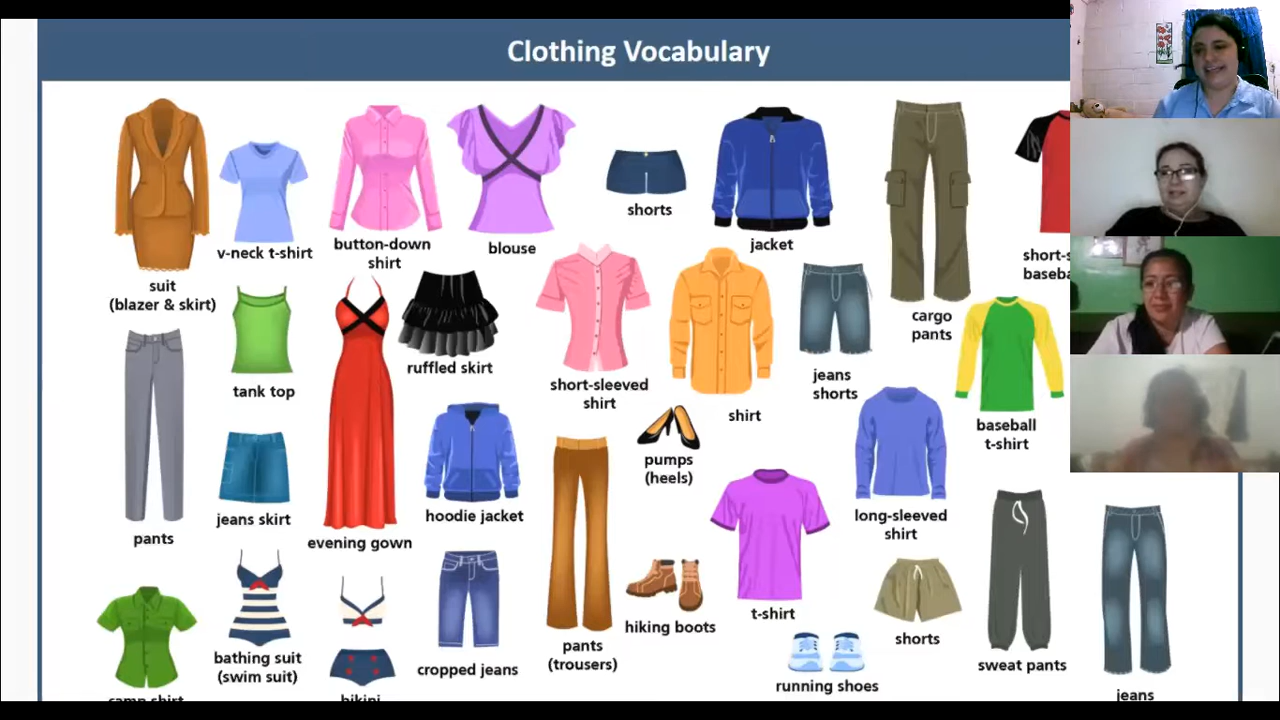 Clothing Vocabulary
suit
(blazer & skirt)
v-neck t-shirt
button-down
shirt
blouse
shorts
jacket
cargo
pants
tank top
ruffled skirt
short-sleeved
shirt
shirt
jeans
shorts
baseball
t-shirt
pants
jeans skirt
evening gown
hoodie jacket
pumps
(heels)
long-sleeved
shirt
bathing suit
(swim suit)
cropped jeans
pants
(trousers)
hiking boots
t-shirt
running shoes
shorts
sweat pants
jeans